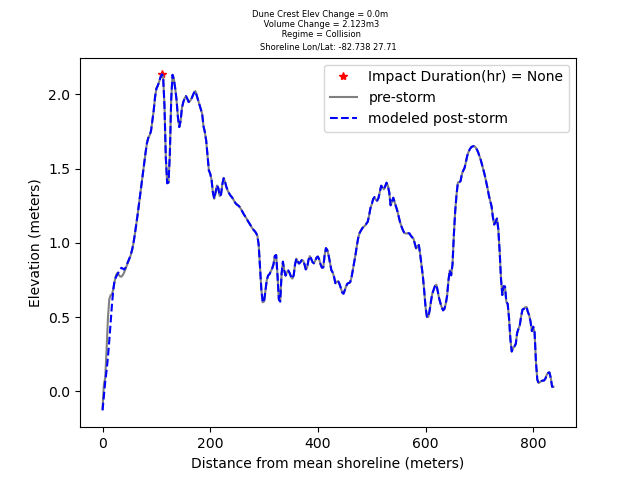 Dune Crest Elev Change = 0.0m
Volume Change = 2.123m3
Regime = Collision
Shoreline Lon/Lat: -82.738 27.71
Impact Duration(hr) = None
pre-storm
modeled post-storm
Elevation (meters)
2.0
1.5
1.0
0.5
0.0
0 200 400 600 800
Distance from mean shoreline (meters)